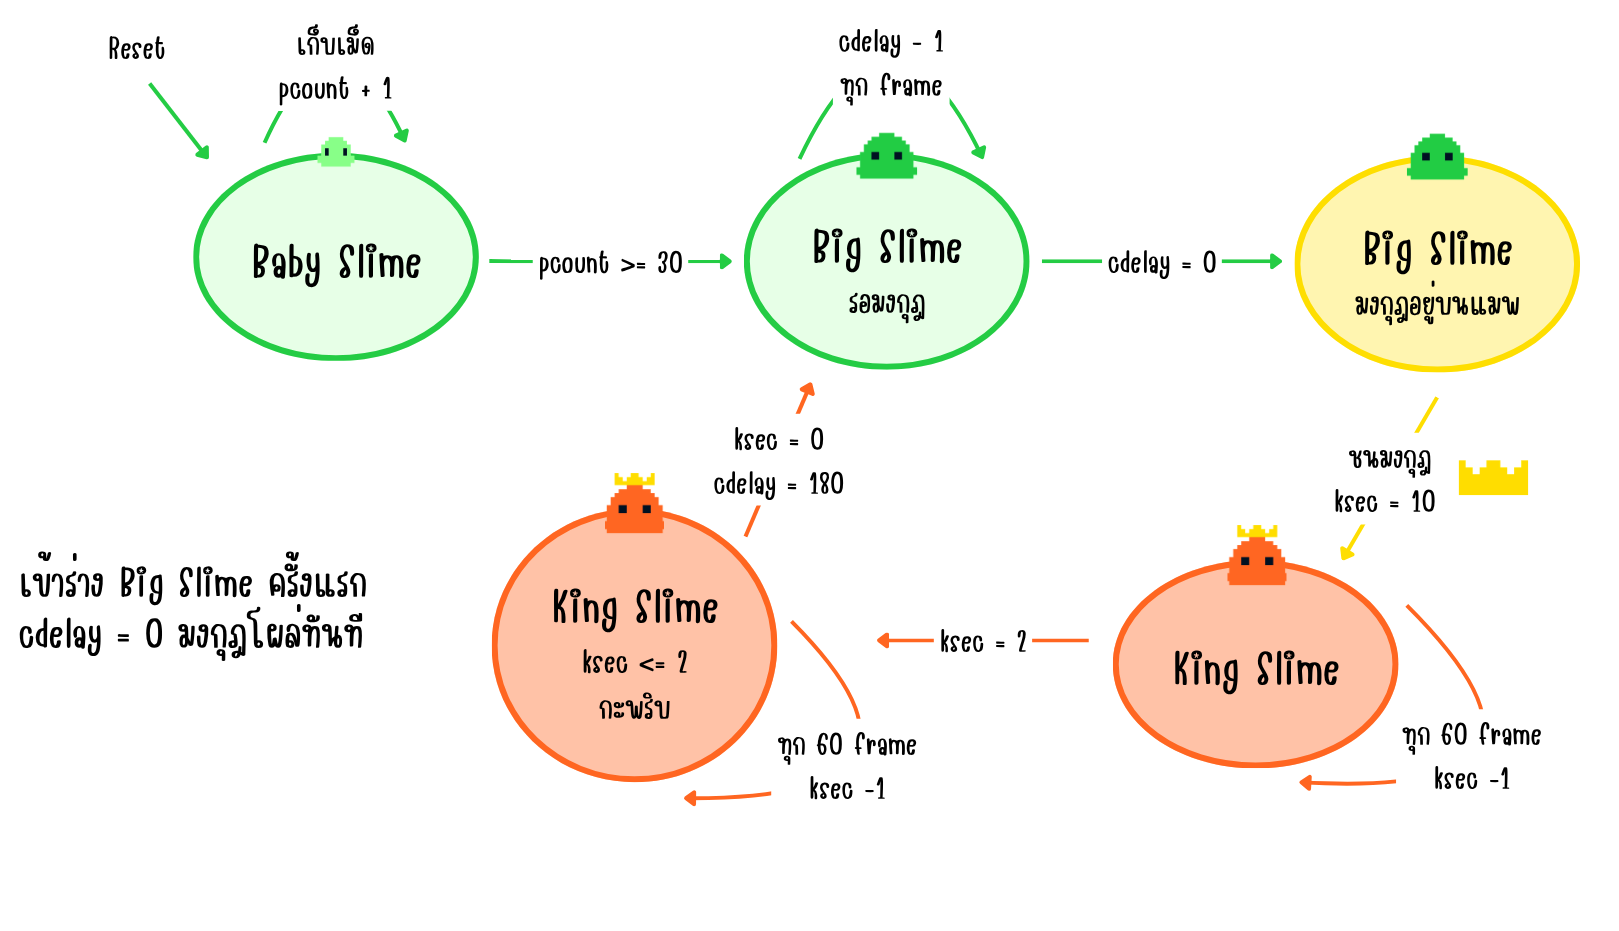 Reset
เก็บเม็ด
pcount + 1
cdelay - 1
ทุก frame
Baby Slime
pcount >= 30
Big Slime
รอมงกุฎ
cdelay = 0
Big Slime
มงกุฎอยู่บนแมพ
ksec = 0
cdelay = 180
ชนมงกุฎ
ksec = 10
เข้าร่าง Big Slime ครั้งแรก
cdelay = 0 มงกุฎโผล่ทันที
King Slime
ksec <= 2
กะพริบ
ksec = 2
King Slime
ทุก 60 frame
ksec -1
ทุก 60 frame
ksec -1